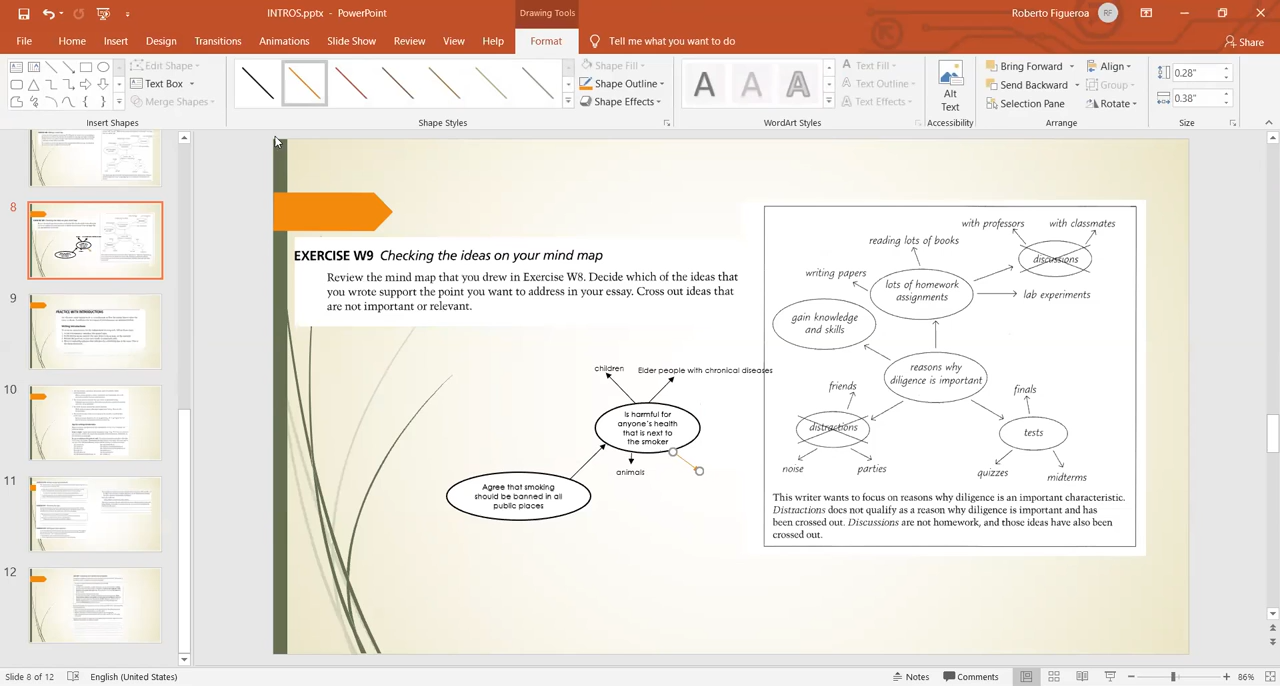 INTROS.pptx - PowerPoint
Drawing Tools
Roberto Figueroa
RF
File
Home
Insert
Design
Transitions
Animations
Slide Show
Review
View
Help
Format
Tell me what you want to do
Share
Edit Shape
Text Box
Merge Shapes
Insert Shapes
Shape Fill
Shape Outline
Shape Effects
Shape Styles
A
A
A
Text Fill
Text Outline
Text Effects
WordArt Styles
Alt
Text
Accessibility
Bring Forward
Send Backward
Selection Pane
Align
Group
Rotate
Arrange
0.28"
0.38"
Size
8
9
10
11
12
PRACTICE WITH INTRODUCTIONS
EXERCISE W9 Checking the ideas on your mind map
Review the mind map that you drew in Exercise W8. Decide which of the ideas that
you wrote support the point you want to address in your essay. Cross out ideas that
are not important or relevant.
children
Elder people with chronical diseases
Is harmful for
anyone's health
that is next to
the smoker
animals
Agree that smoking
should be banned in all
public places
with professors
with classmates
reading lots of books
discussions
writing papers
lots of homework
assignments
lab experiments
gain knowledge
and skills
reasons why
diligence is important
friends
finals
distractions
tests
noise
parties
quizzes
midterms
This writer wants to focus on reasons why diligence is an important characteristic.
Distractions does not qualify as a reason why diligence is important and has
been crossed out. Discussions are not homework, and those ideas have also been
crossed out.
Slide 8 of 12
English (United States)
Notes
Comments
86%